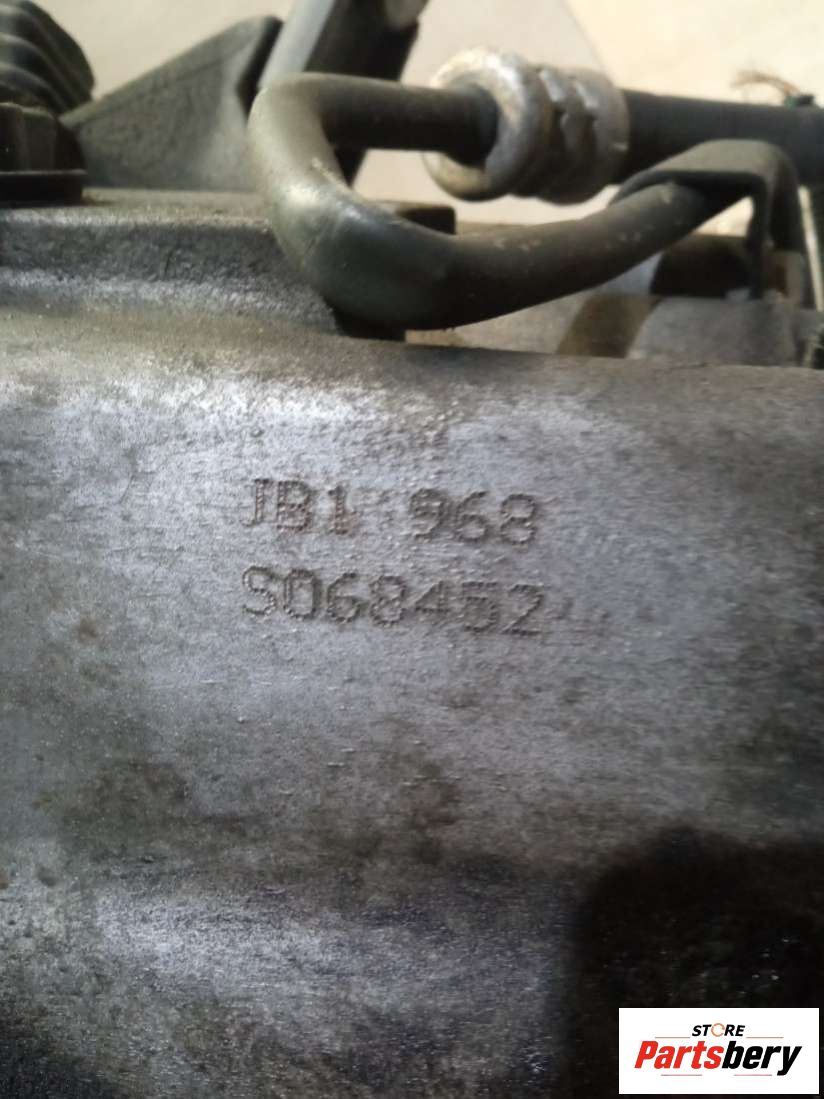 JB1 968
S068452
STORE
Partsbery